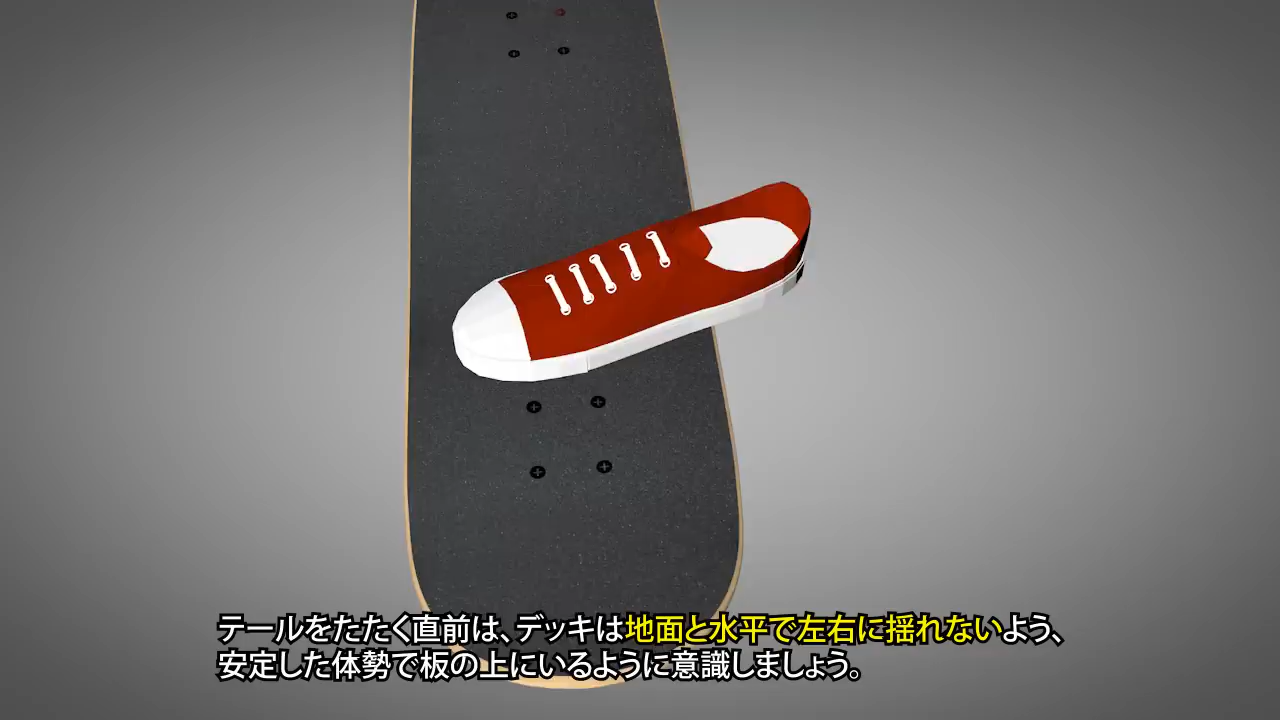 テールをたたく直前は、デッキは地面と水平で左右に揺れないよう、
安定した体勢で板の上にいるように意識しましょう。